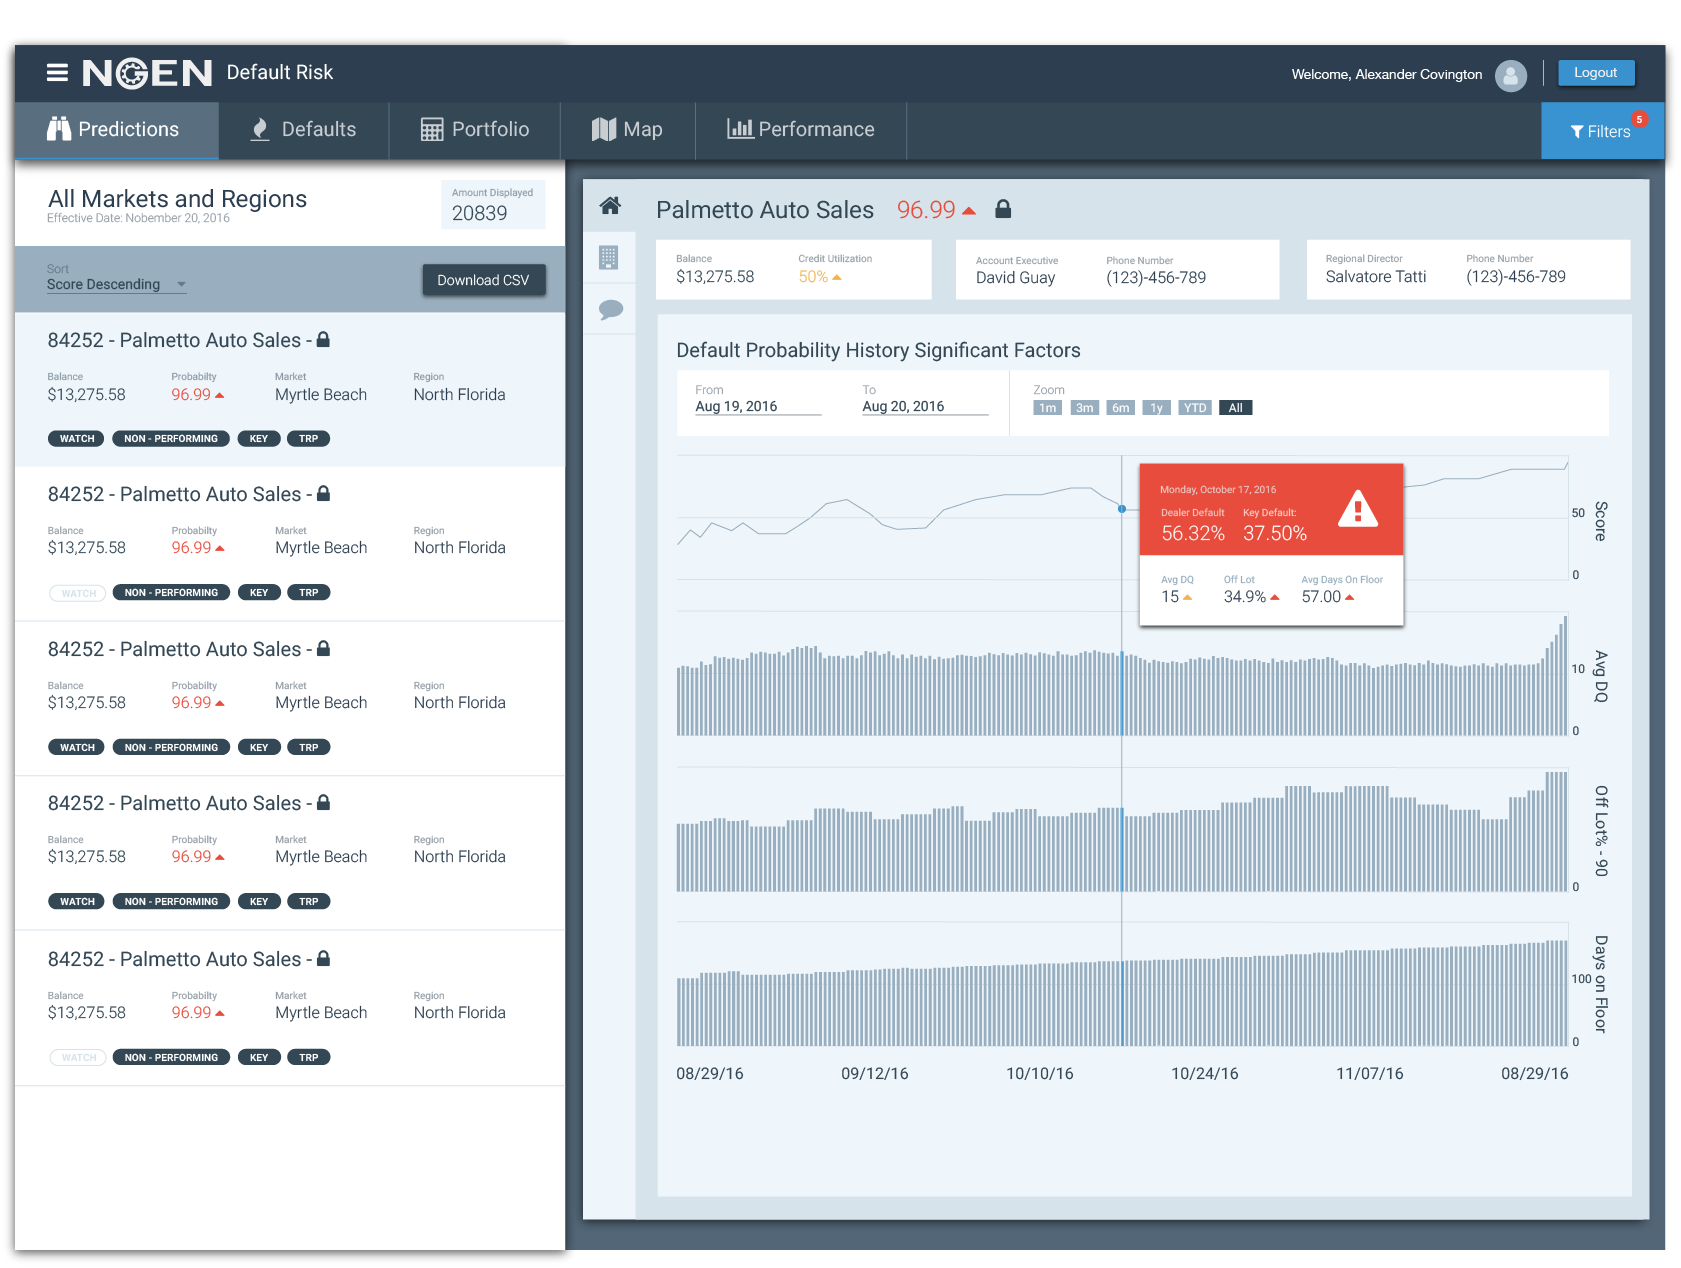 NGEN Default Risk
Welcome, Alexander Covington
Logout
Predictions
Defaults
Portfolio
Map
Performance
Filters
5
All Markets and Regions
Effective Date: Nobember 20, 2016
Amount Displayed
20839
Sort
Score Descending
Download CSV
84252 - Palmetto Auto Sales -
Balance Probabilty Market Region
$13,275.58 96.99 Myrtle Beach North Florida
WATCH NON - PERFORMING KEY TRP
84252 - Palmetto Auto Sales -
Balance Probabilty Market Region
$13,275.58 96.99 Myrtle Beach North Florida
WATCH NON - PERFORMING KEY TRP
84252 - Palmetto Auto Sales -
Balance Probabilty Market Region
$13,275.58 96.99 Myrtle Beach North Florida
WATCH NON - PERFORMING KEY TRP
84252 - Palmetto Auto Sales -
Balance Probabilty Market Region
$13,275.58 96.99 Myrtle Beach North Florida
WATCH NON - PERFORMING KEY TRP
84252 - Palmetto Auto Sales -
Balance Probabilty Market Region
$13,275.58 96.99 Myrtle Beach North Florida
WATCH NON - PERFORMING KEY TRP
Palmetto Auto Sales 96.99
Balance Credit Utilization
$13,275.58 50%
Account Executive Phone Number
David Guay (123)-456-789
Regional Director Phone Number
Salvatore Tatti (123)-456-789
Default Probability History Significant Factors
From To Zoom
Aug 19, 2016 Aug 20, 2016 1m 3m 6m 1y YTD All
Monday, October 17, 2016
Dealer Default Key Default:
56.32% 37.50%
Avg DQ Off Lot Avg Days On Floor
15 34.9% 57.00
50
0
Score
10
0
Avg DQ
0
Off Lot% - 90
100
0
Days on Floor
08/29/16 09/12/16 10/10/16 10/24/16 11/07/16 08/29/16